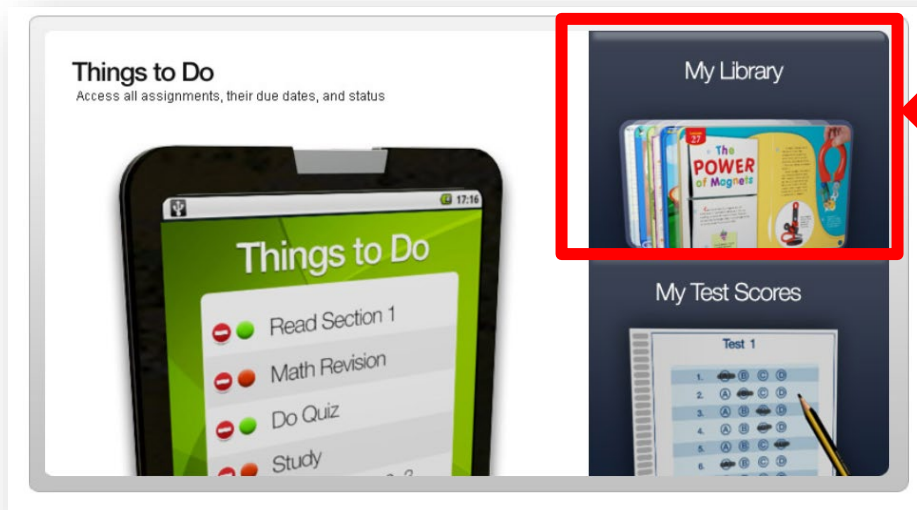 Things to Do
Access all assignments, their due dates, and status
17:16
Things to Do
Read Section 1
Math Revision
Do Quiz
Study
My Library
27
The
POWER
of Magnets
My Test Scores
Test 1
1. B C D
2. A C D
3. A B D
4. A B D
5. A B C
6. B C D